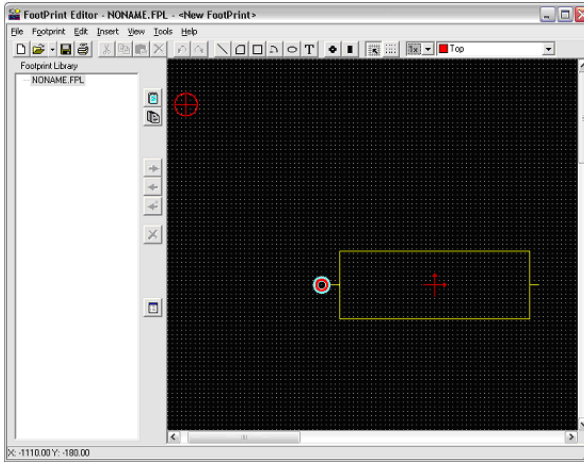 FootPrint Editor - NONAME.FPL - <New FootPrint>
File Footprint Edit Insert View Tools Help
T 1x Top
Footprint Library
NONAME.FPL
X: -1110.00 Y: -180.00